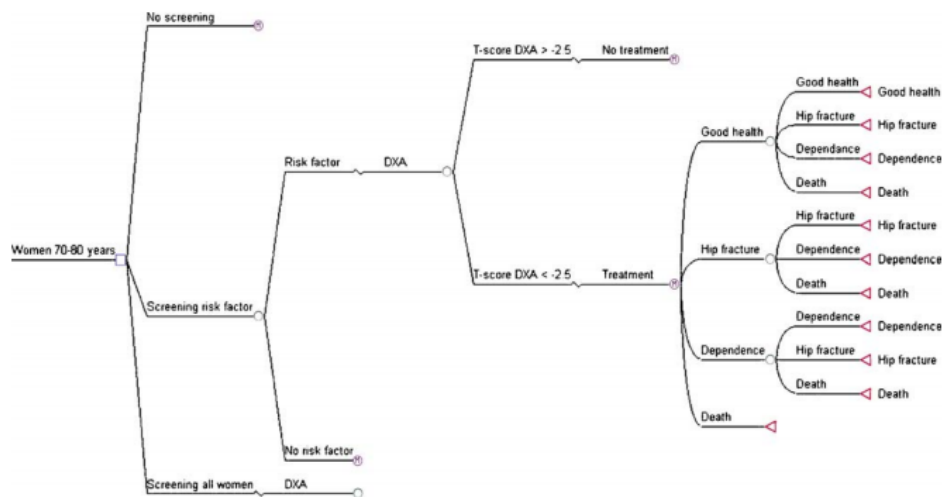 No screening
M
T-score DXA > -2.5 No treatment
M
Good health
Good health
Hip fracture
Hip fracture
Good health
Risk factor DXA
Dependance
Dependence
Death
Death
Hip fracture
Hip fracture
Women 70-80 years
Hip fracture
Dependence
Dependence
T-score DXA < -2.5 Treatment
M
Death
Death
Screening risk factor
Dependence
Dependence
Dependence
Hip fracture
Hip fracture
Death
Death
Death
No risk factor
M
Screening all women DXA